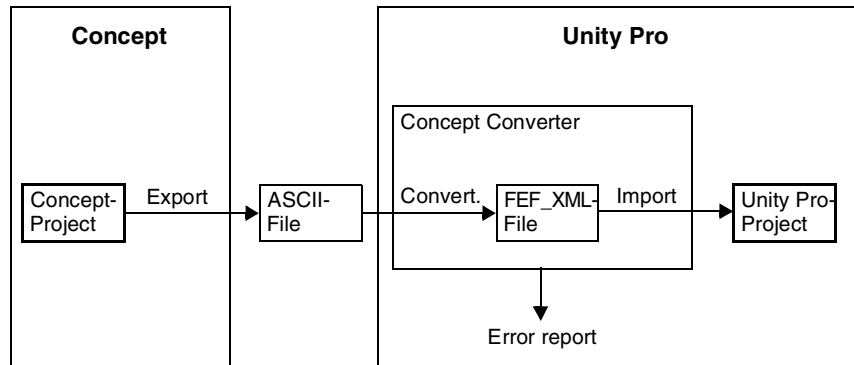 Concept
Unity Pro
Concept Converter
Concept-
Project
Export
ASCII-
File
Convert.
FEF_XML-
File
Import
Unity Pro-
Project
Error report